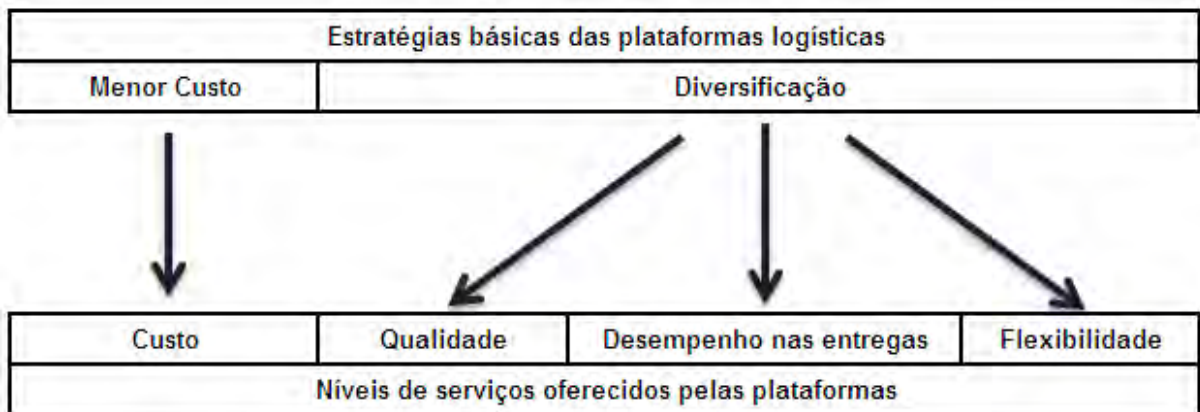 Estratégias básicas das plataformas logísticas
Menor Custo Diversificação
Custo Qualidade Desempenho nas entregas Flexibilidade
Níveis de serviços oferecidos pelas plataformas